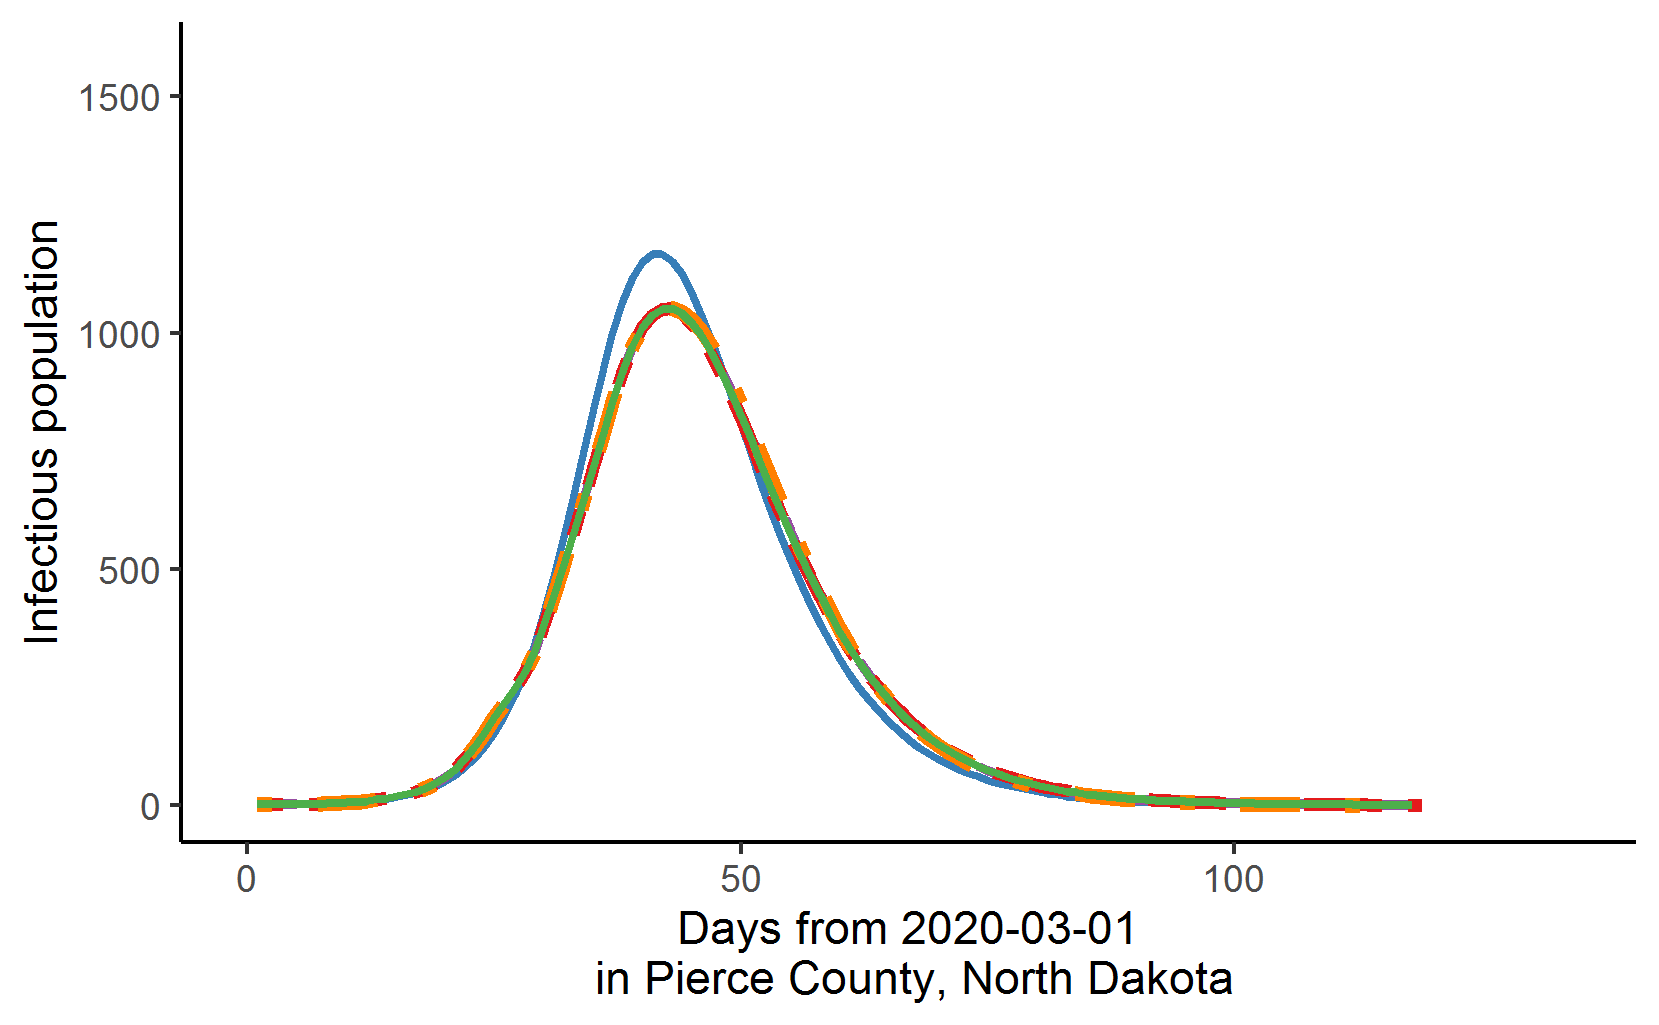 1500
1000
500
0
Infectious population
0 50 100
Days from 2020-03-01
in Pierce County, North Dakota